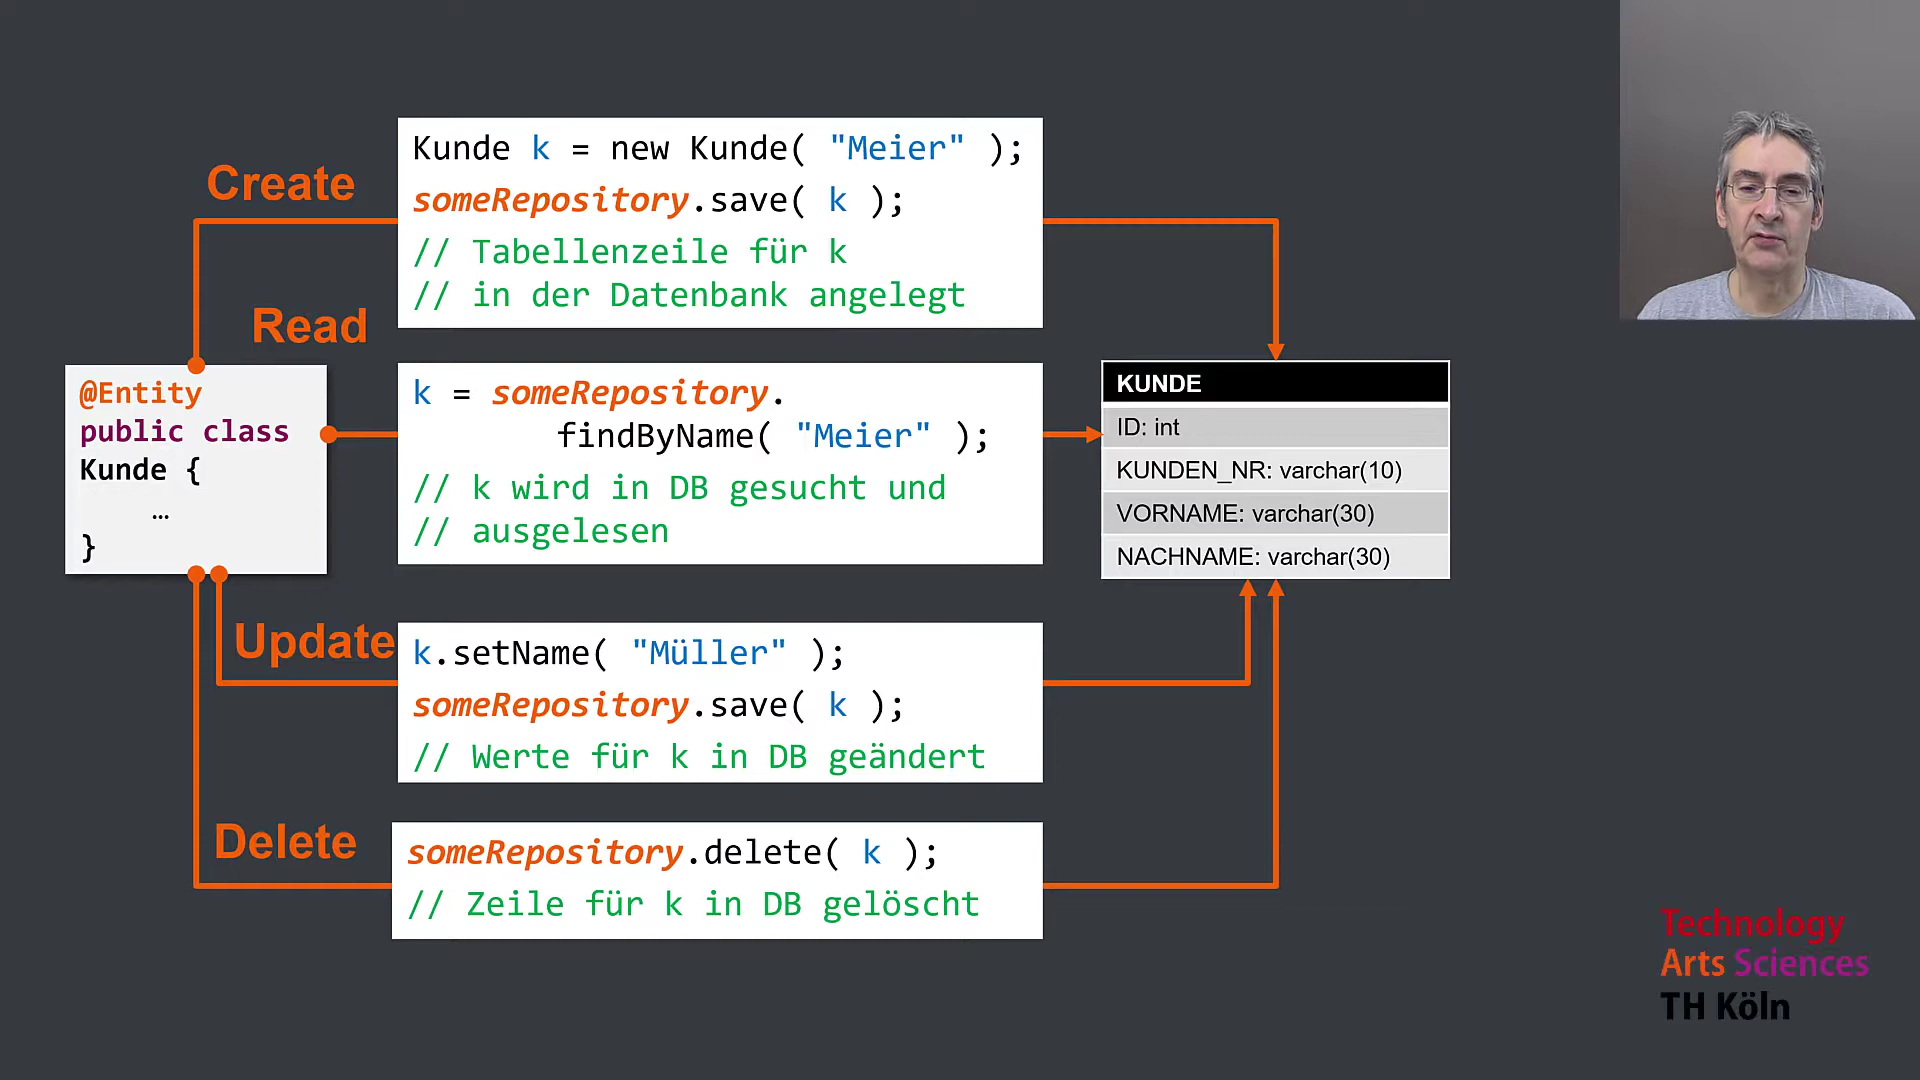 Create
Kunde k = new Kunde( "Meier" );
someRepository.save( k );
// Tabellenzeile für k
// in der Datenbank angelegt
Read
k = someRepository.
findByName( "Meier" );
// k wird in DB gesucht und
// ausgelesen
@Entity
public class
Kunde {
…
}
KUNDE
ID: int
KUNDEN_NR: varchar(10)
VORNAME: varchar(30)
NACHNAME: varchar(30)
Update
k.setName( "Müller" );
someRepository.save( k );
// Werte für k in DB geändert
Delete
someRepository.delete( k );
// Zeile für k in DB gelöscht
Technology
Arts Sciences
TH Köln